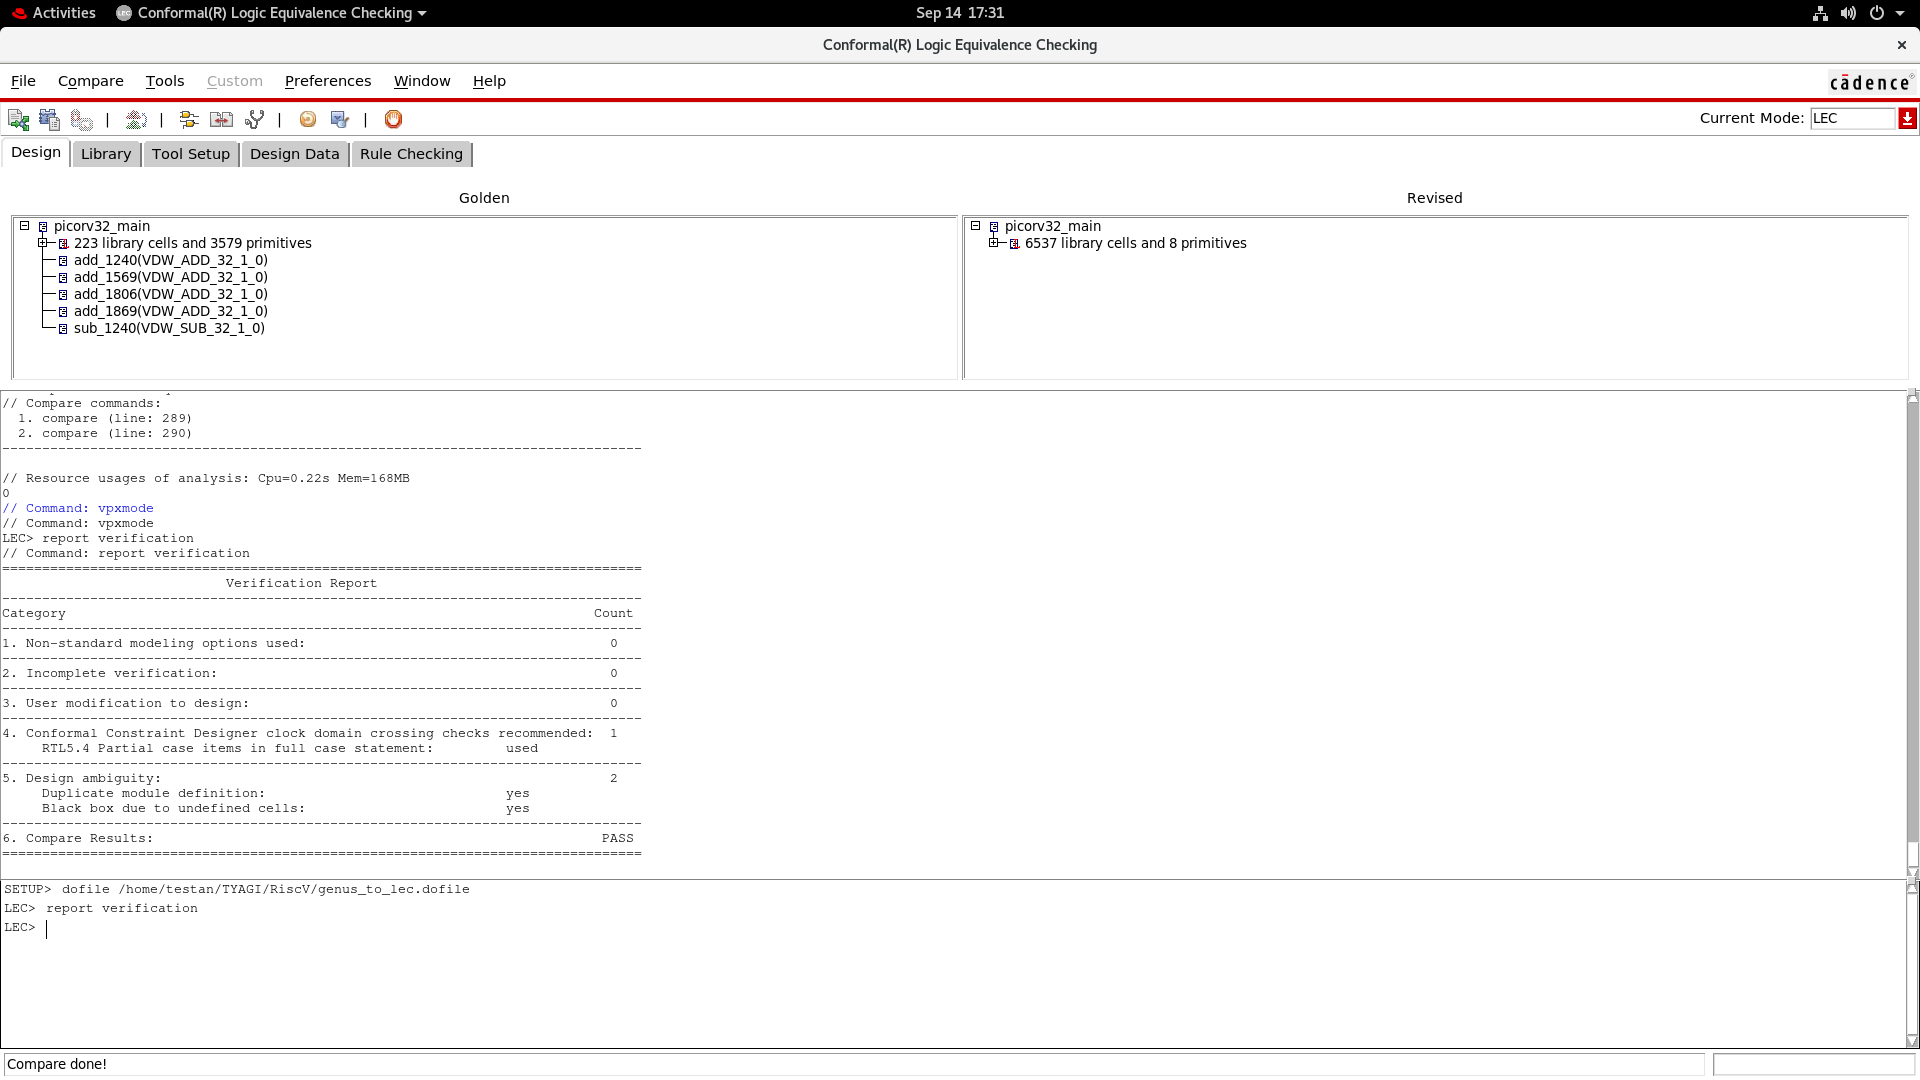 Activities
Conformal(R) Logic Equivalence Checking
Sep 14 17:31
Conformal(R) Logic Equivalence Checking
File Compare Tools Custom Preferences Window Help
cādence
Current Mode: LEC
Design Library Tool Setup Design Data Rule Checking
Golden
picorv32_main
223 library cells and 3579 primitives
add_1240(VDW_ADD_32_1_0)
add_1569(VDW_ADD_32_1_0)
add_1806(VDW_ADD_32_1_0)
add_1869(VDW_ADD_32_1_0)
sub_1240(VDW_SUB_32_1_0)
Revised
picorv32_main
6537 library cells and 8 primitives
// Compare commands:
1. compare (line: 289)
2. compare (line: 290)
--------------------------------------------------------------------------------
// Resource usages of analysis: Cpu=0.22s Mem=168MB
0
// Command: vpxmode
// Command: vpxmode
LEC> report verification
// Command: report verification
================================================================================
Verification Report
--------------------------------------------------------------------------------
Category Count
--------------------------------------------------------------------------------
1. Non-standard modeling options used: 0
--------------------------------------------------------------------------------
2. Incomplete verification: 0
--------------------------------------------------------------------------------
3. User modification to design: 0
--------------------------------------------------------------------------------
4. Conformal Constraint Designer clock domain crossing checks recommended: 1
RTL5.4 Partial case items in full case statement: used
--------------------------------------------------------------------------------
5. Design ambiguity: 2
Duplicate module definition: yes
Black box due to undefined cells: yes
--------------------------------------------------------------------------------
6. Compare Results: PASS
================================================================================
SETUP> dofile /home/testan/TYAGI/RiscV/genus_to_lec.dofile
LEC> report verification
LEC>
Compare done!